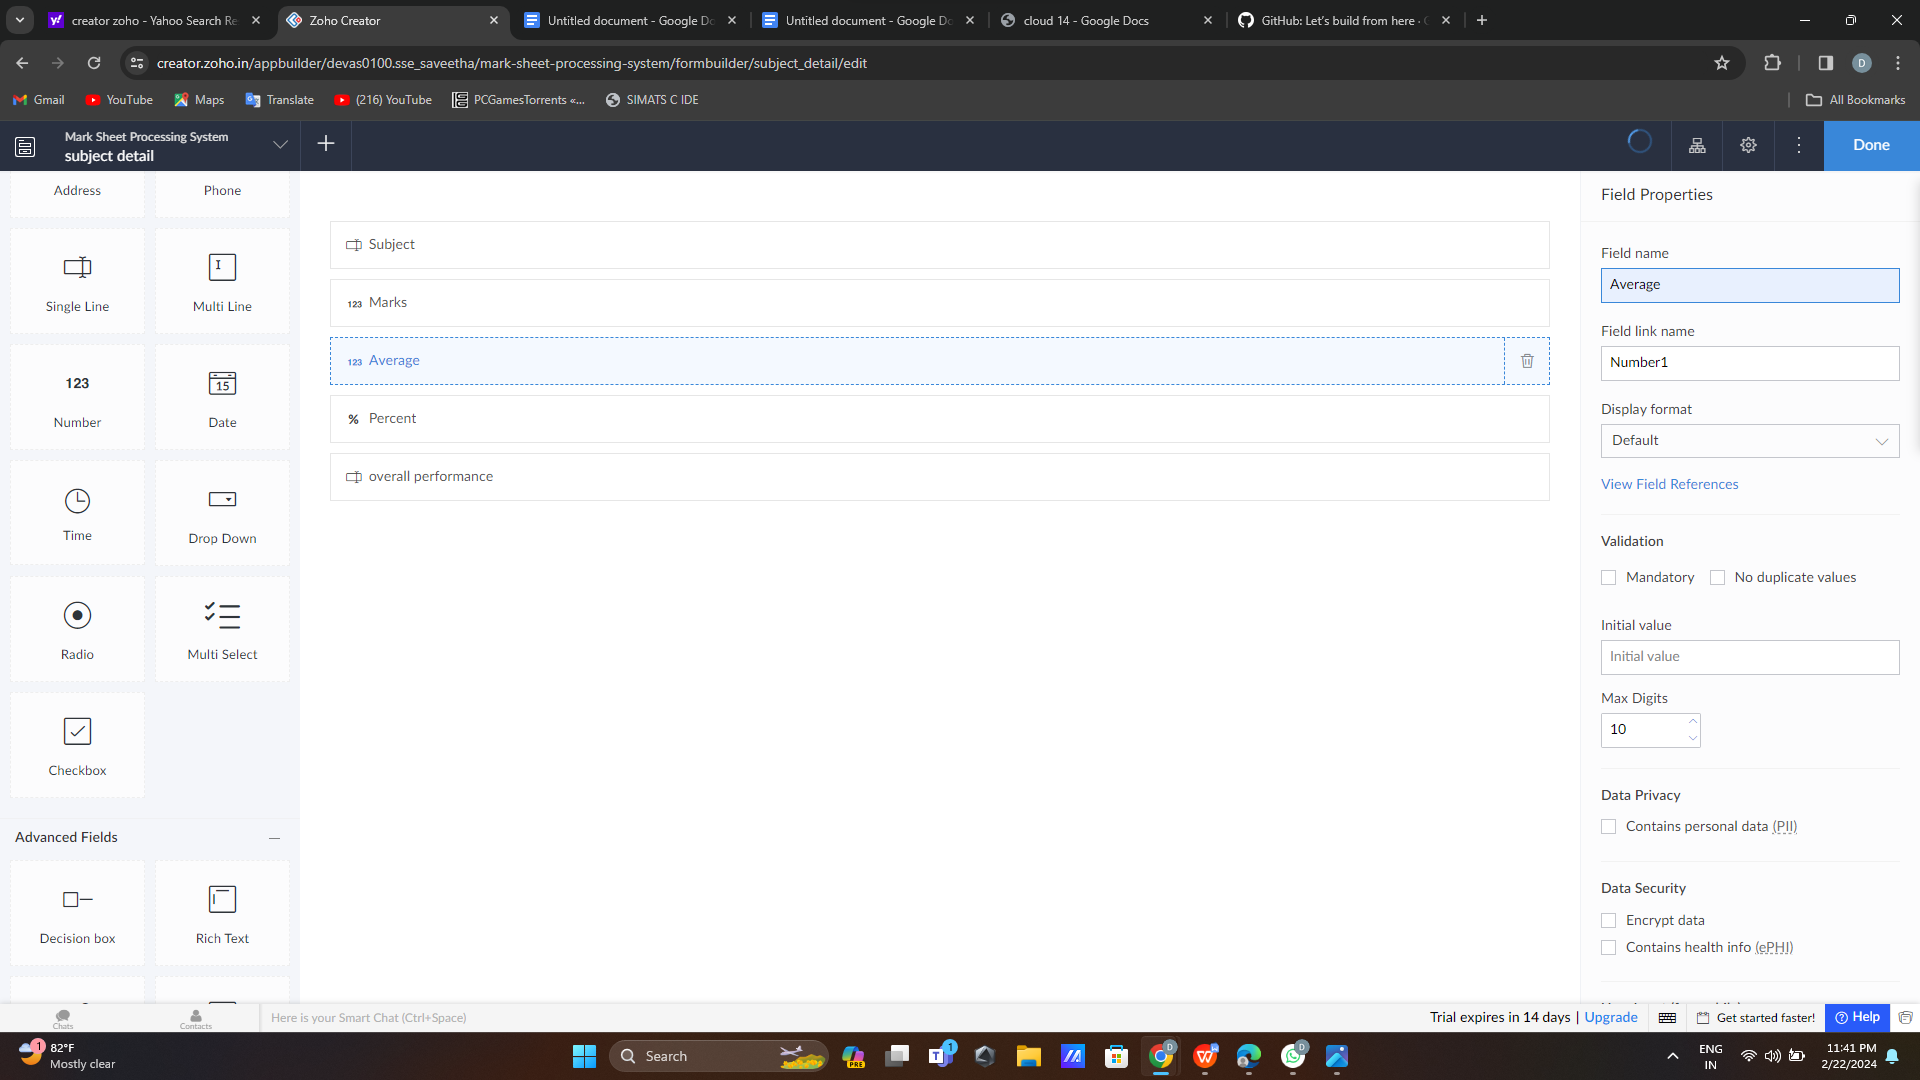 creator zoho - Yahoo Search Re
Zoho Creator
Untitled document - Google Do
Untitled document - Google Do
cloud 14 - Google Docs
GitHub: Let's build from here ·
creator.zoho.in/appbuilder/devas0100.sse_saveetha/mark-sheet-processing-system/formbuilder/subject_detail/edit
D
Gmail
YouTube
Maps
Translate
(216) YouTube
PCGamesTorrents «...
SIMATS C IDE
All Bookmarks
Mark Sheet Processing System
subject detail
Done
Address
Phone
Single Line
Multi Line
123
Number
15
Date
Time
Drop Down
Radio
Multi Select
Checkbox
Advanced Fields
Decision box
Rich Text
Subject
123 Marks
123 Average
% Percent
overall performance
Field Properties
Field name
Average
Field link name
Number1
Display format
Default
View Field References
Validation
Mandatory
No duplicate values
Initial value
Initial value
Max Digits
10
Data Privacy
Contains personal data (PII)
Data Security
Encrypt data
Contains health info (ePHI)
Chats
Contacts
Here is your Smart Chat (Ctrl+Space)
Trial expires in 14 days | Upgrade
Get started faster!
Help
1
82°F
Mostly clear
Search
PRE
1
D
D
ENG
IN
11:41 PM
2/22/2024